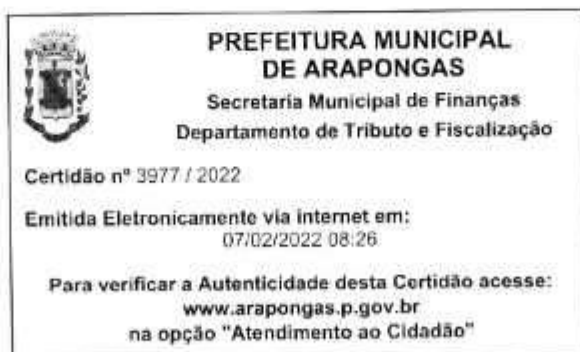 PREFEITURA MUNICIPAL
DE ARAPONGAS
Secretaria Municipal de Finanças
Departamento de Tributo e Fiscalização
Certidão nº 3977 / 2022
Emitida Eletronicamente via internet em:
07/02/2022 08:26
Para verificar a Autenticidade desta Certidão acesse:
www.arapongas.p.gov.br
na opção "Atendimento ao Cidadão"